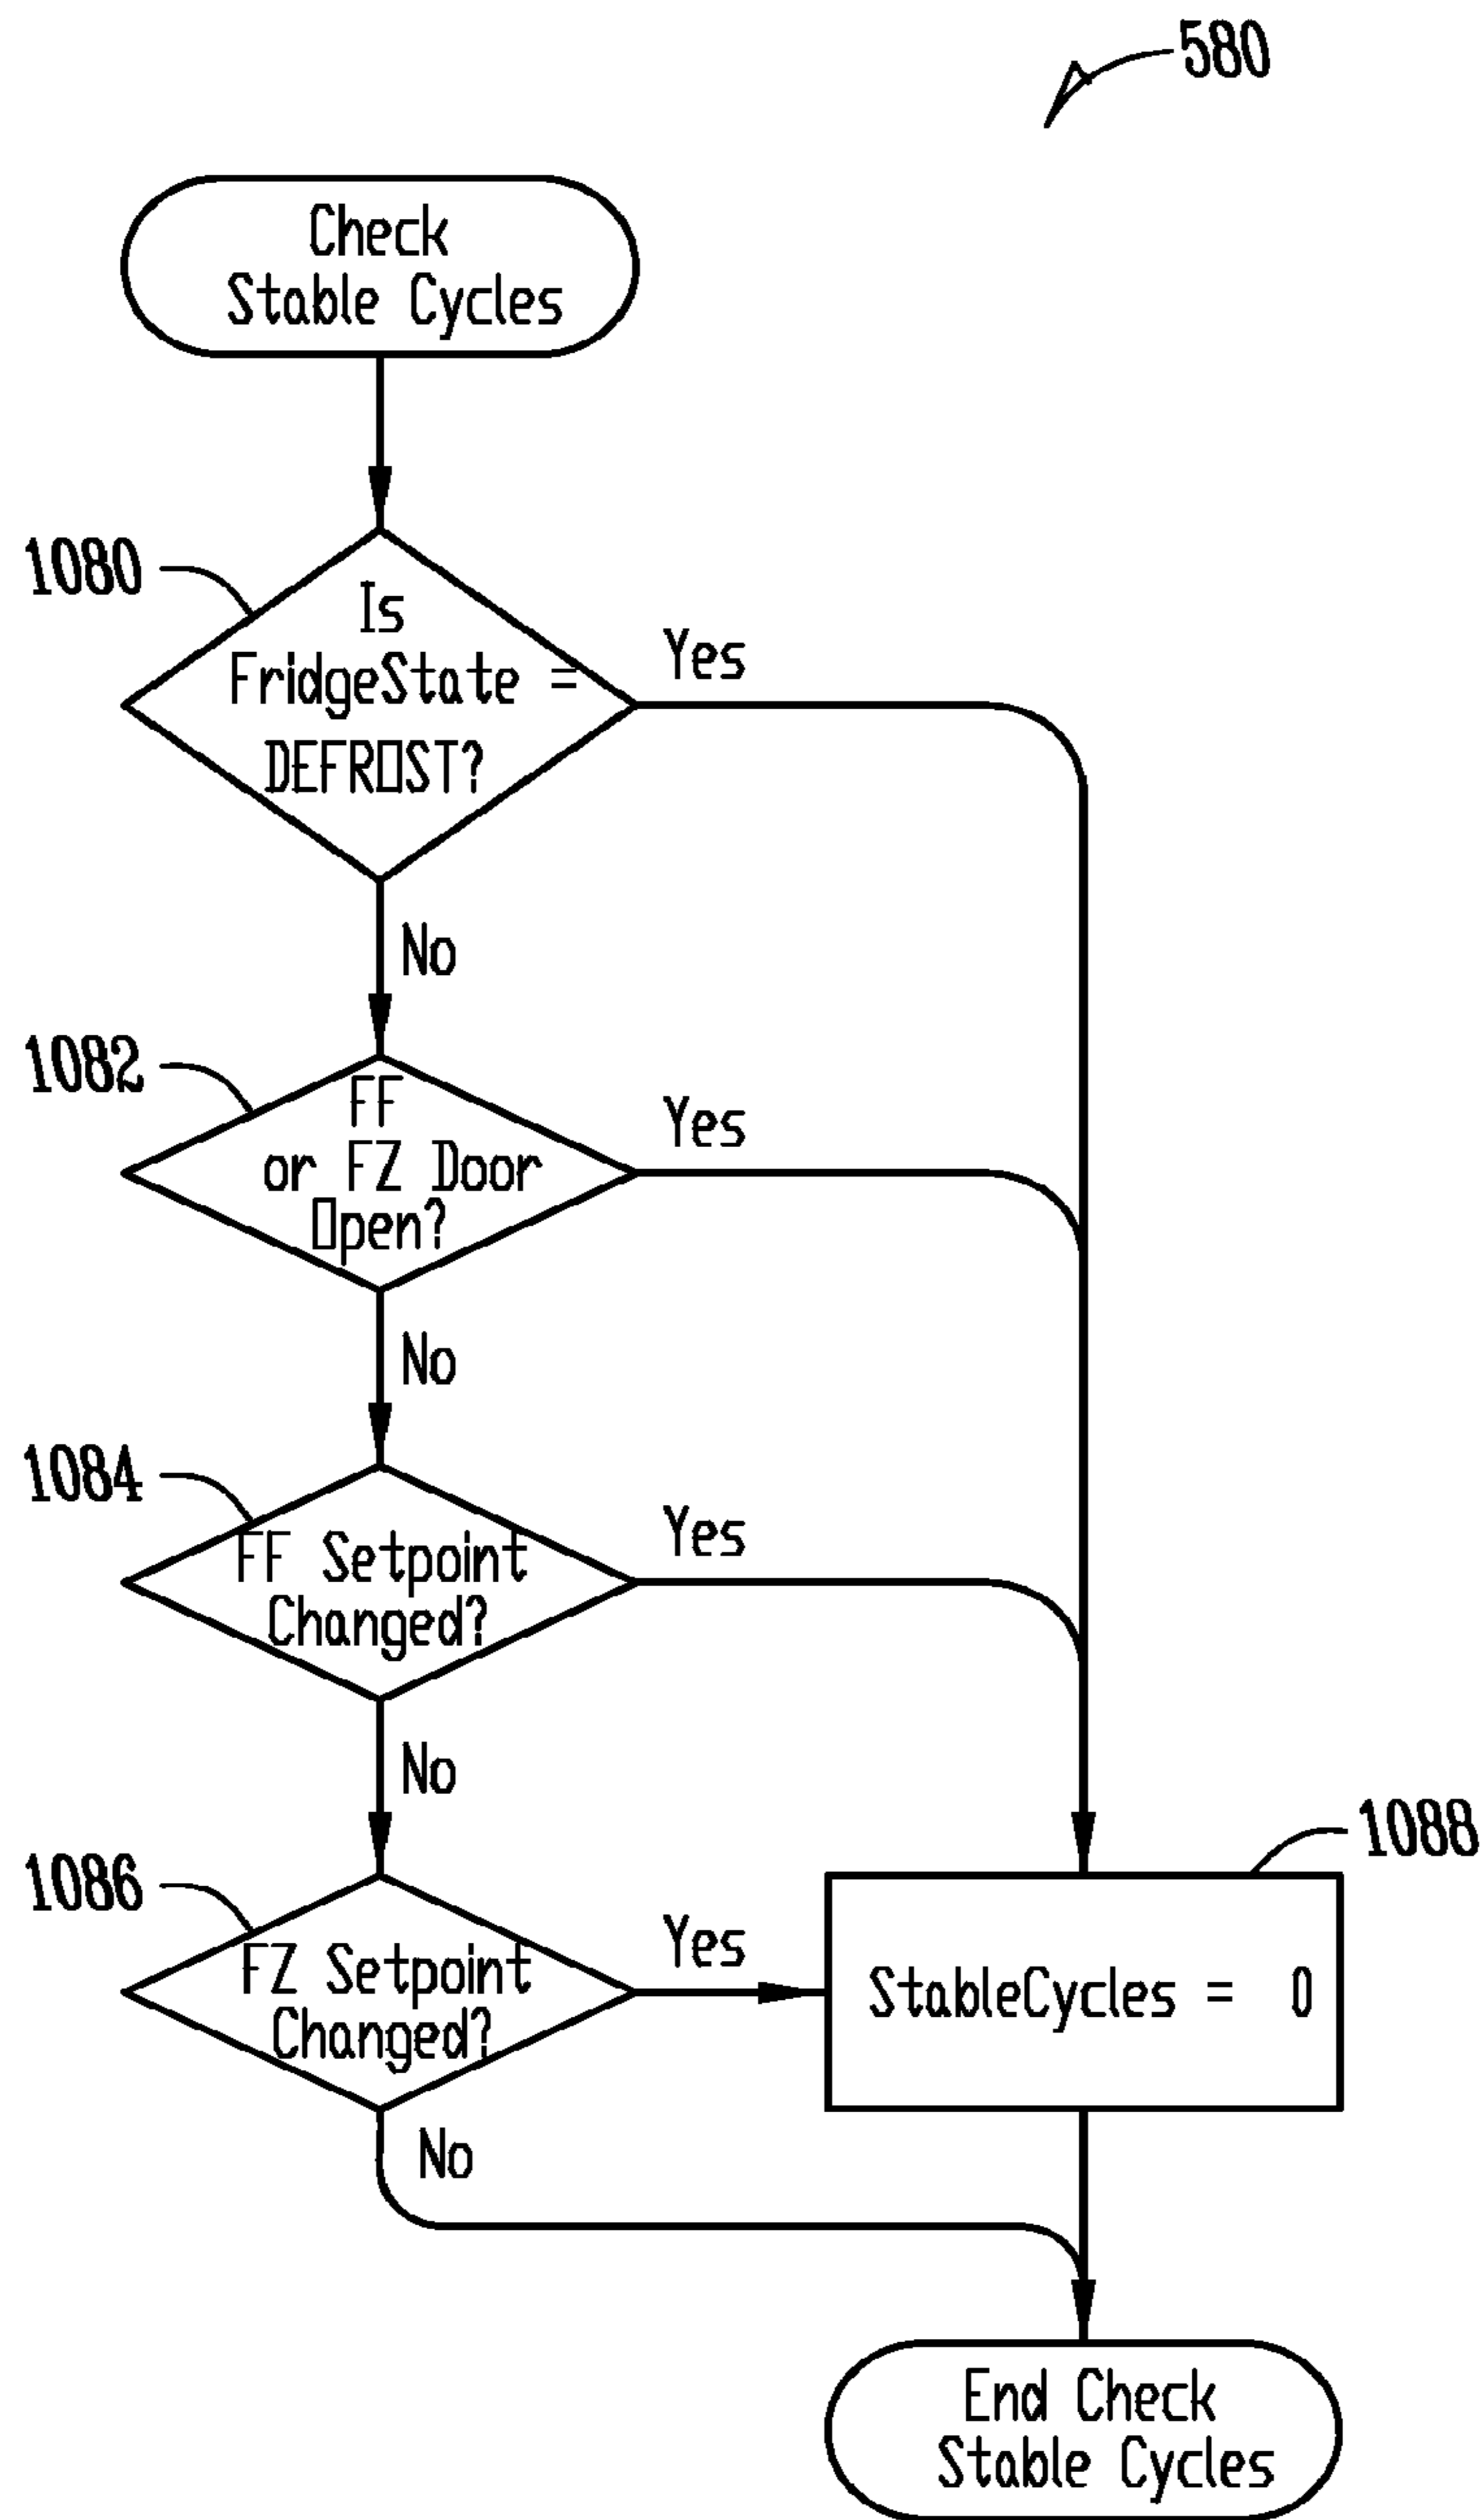 580
Check
Stable Cycles
1080
Is
FridgeState =
DEFROST?
Yes
No
1082
FF
or FZ Door
Open?
Yes
No
1084
FF Setpoint
Changed?
Yes
No
1086
FZ Setpoint
Changed?
Yes
1088
StableCycles = 0
No
End Check
Stable Cycles